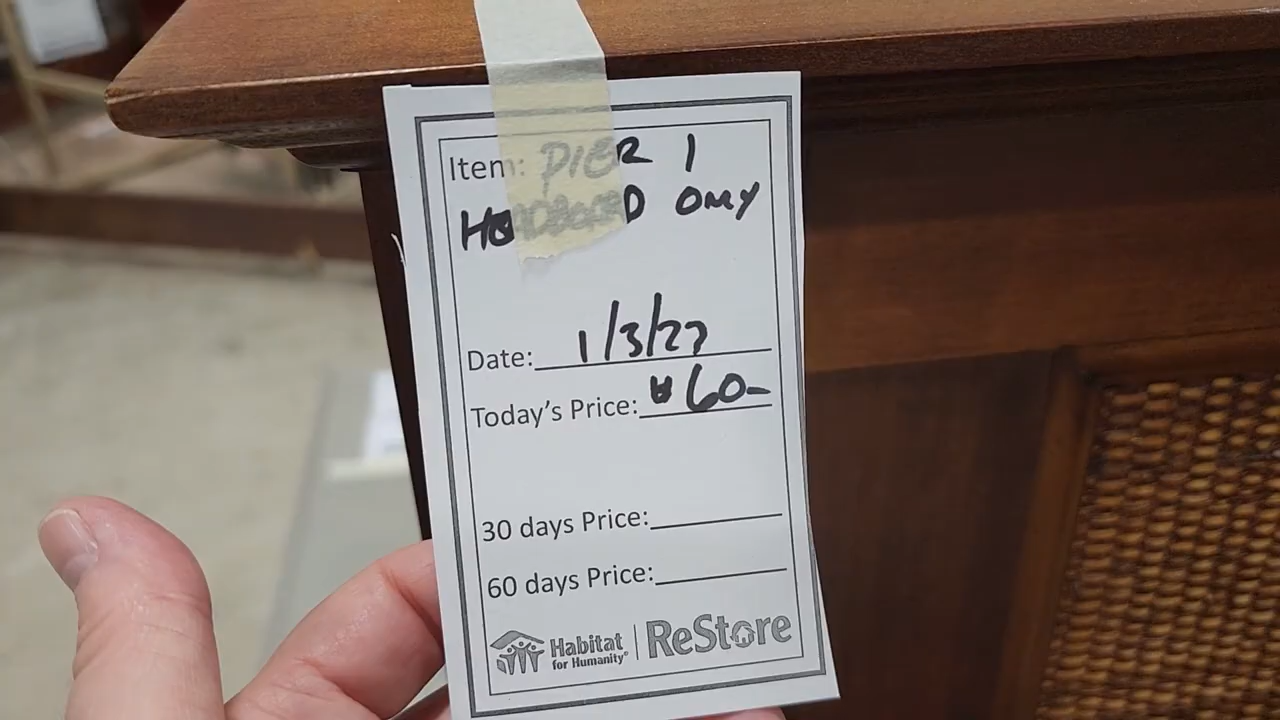 Item: PIER 1
HEADBOARD ONLY
Date: 1/3/23
Today's Price: $60-
30 days Price:
60 days Price:
Habitat for Humanity® | ReStore